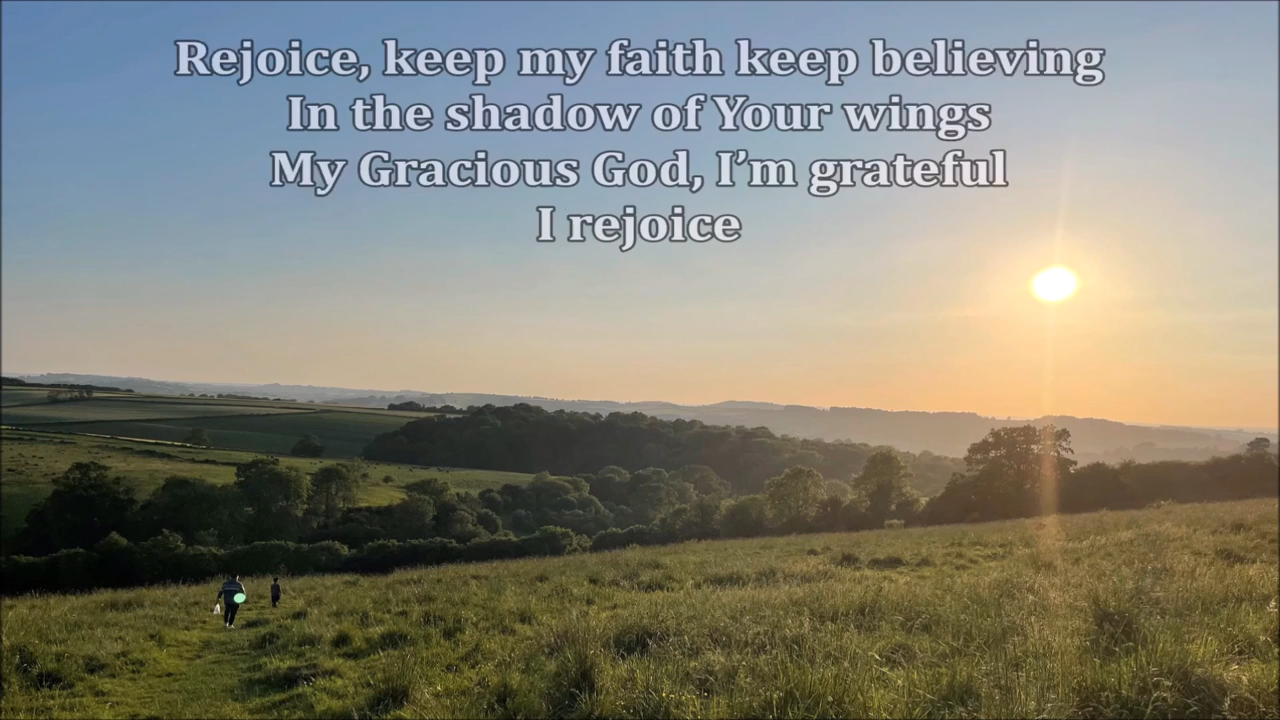 Rejoice, keep my faith keep believing
In the shadow of Your wings
My Gracious God, I’m grateful
I rejoice